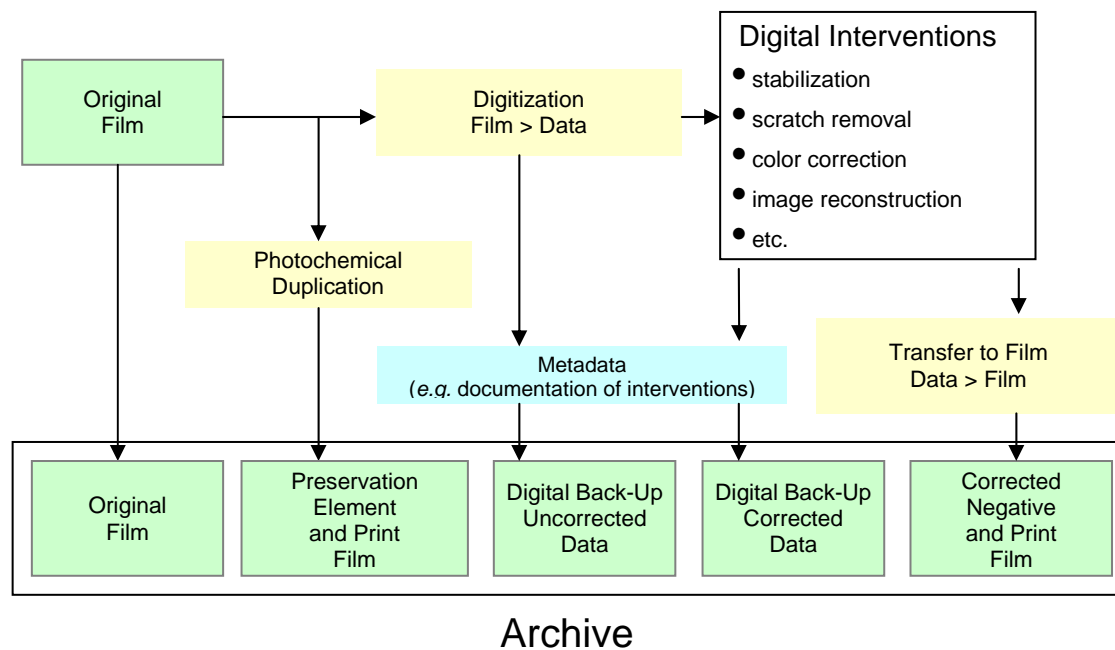 Original
Film
Digitization
Film > Data
Digital Interventions
● stabilization
● scratch removal
● color correction
● image reconstruction
● etc.
Photochemical
Duplication
Metadata
(e.g. documentation of interventions)
Transfer to Film
Data > Film
Original
Film
Preservation
Element
and Print
Film
Digital Back-Up
Uncorrected
Data
Digital Back-Up
Corrected
Data
Corrected
Negative
and Print
Film
Archive